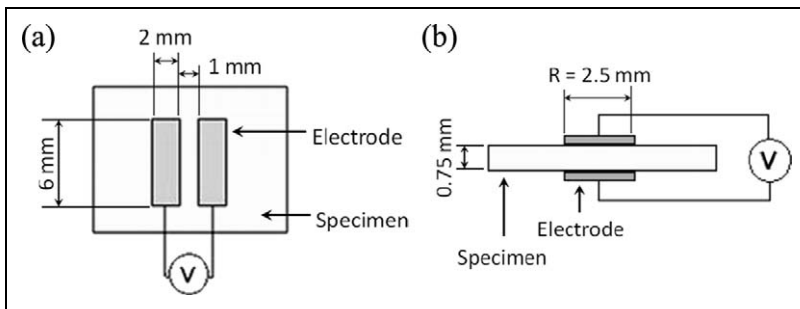 (a)
2 mm
1 mm
6 mm
Electrode
Specimen
V
(b)
R = 2.5 mm
0.75 mm
V
Electrode
Specimen